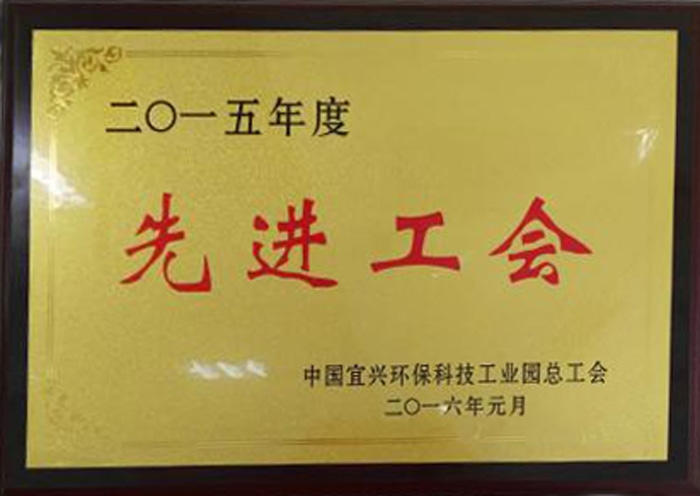 二〇一五年度
先进工会
中国宜兴环保科技工业园总工会
二〇一六年元月